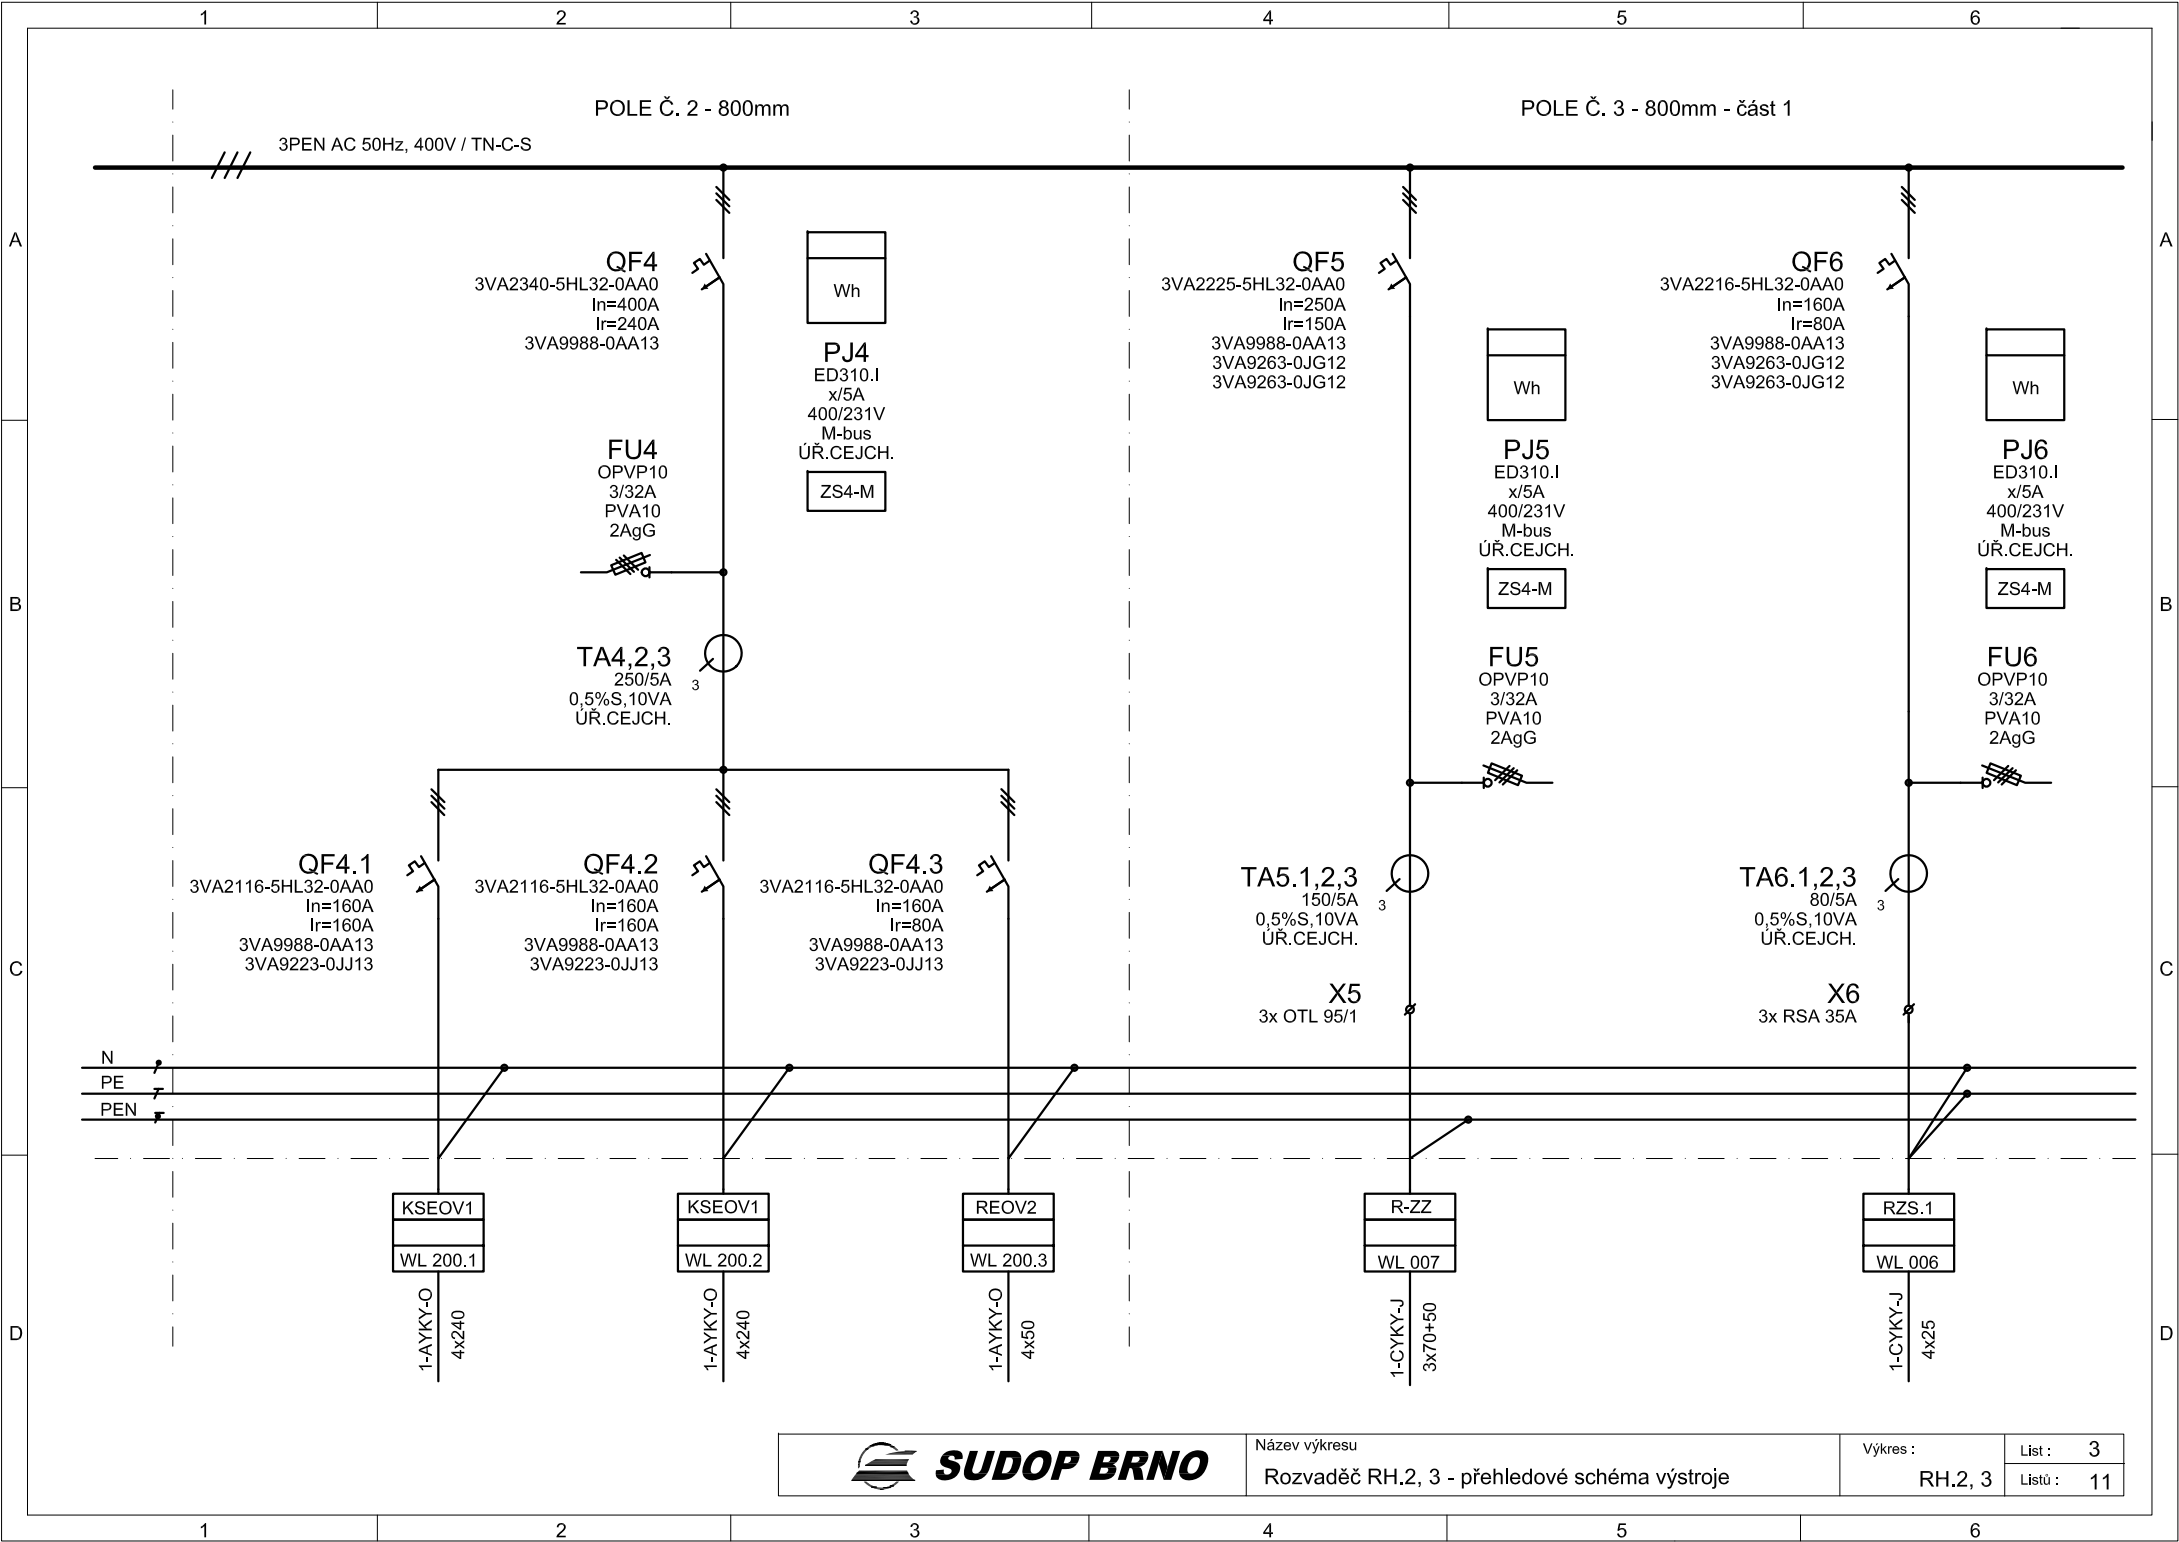 1 2 3 4 5 6
POLE Č. 2 - 800mm
POLE Č. 3 - 800mm - část 1
3PEN AC 50Hz, 400V / TN-C-S
A
A
QF4
3VA2340-5HL32-0AA0
In=400A
Ir=240A
3VA9988-0AA13
Wh
PJ4
ED310.I
x/5A
400/231V
M-bus
ÚŘ.CEJCH.
ZS4-M
FU4
OPVP10
3/32A
PVA10
2AgG
TA4,2,3
250/5A
0,5%S,10VA
ÚŘ.CEJCH.
3
QF5
3VA2225-5HL32-0AA0
In=250A
Ir=150A
3VA9988-0AA13
3VA9263-0JG12
3VA9263-0JG12
Wh
PJ5
ED310.I
x/5A
400/231V
M-bus
ÚŘ.CEJCH.
ZS4-M
FU5
OPVP10
3/32A
PVA10
2AgG
QF6
3VA2216-5HL32-0AA0
In=160A
Ir=80A
3VA9988-0AA13
3VA9263-0JG12
3VA9263-0JG12
Wh
PJ6
ED310.I
x/5A
400/231V
M-bus
ÚŘ.CEJCH.
ZS4-M
FU6
OPVP10
3/32A
PVA10
2AgG
B
B
QF4.1
3VA2116-5HL32-0AA0
In=160A
Ir=160A
3VA9988-0AA13
3VA9223-0JJ13
QF4.2
3VA2116-5HL32-0AA0
In=160A
Ir=160A
3VA9988-0AA13
3VA9223-0JJ13
QF4.3
3VA2116-5HL32-0AA0
In=160A
Ir=80A
3VA9988-0AA13
3VA9223-0JJ13
TA5.1,2,3
150/5A
0,5%S,10VA
ÚŘ.CEJCH.
3
TA6.1,2,3
80/5A
0,5%S,10VA
ÚŘ.CEJCH.
3
C
C
X5
3x OTL 95/1
X6
3x RSA 35A
N
PE
PEN
KSEOV1
WL 200.1
1-AYKY-O
4x240
KSEOV1
WL 200.2
1-AYKY-O
4x240
REOV2
WL 200.3
1-AYKY-O
4x50
R-ZZ
WL 007
1-CYKY-J
3x70+50
RZS.1
WL 006
1-CYKY-J
4x25
D
D
SUDOP BRNO
Název výkresu
Rozvaděč RH.2, 3 - přehledové schéma výstroje
Výkres :
RH.2, 3
List : 3
Listů : 11
1 2 3 4 5 6